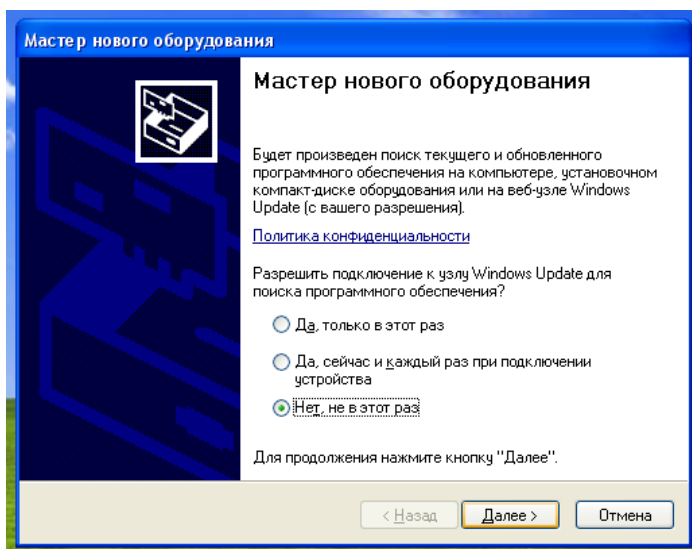 Мастер нового оборудования
Мастер нового оборудования
Будет произведен поиск текущего и обновленного
программного обеспечения на компьютере, установочном
компакт-диске оборудования или на веб-узле Windows
Update (с вашего разрешения).
Политика конфиденциальности
Разрешить подключение к узлу Windows Update для
поиска программного обеспечения?
Да, только в этот раз
Да, сейчас и каждый раз при подключении
устройства
Нет, не в этот раз
Для продолжения нажмите кнопку "Далее".
< Назад Далее > Отмена